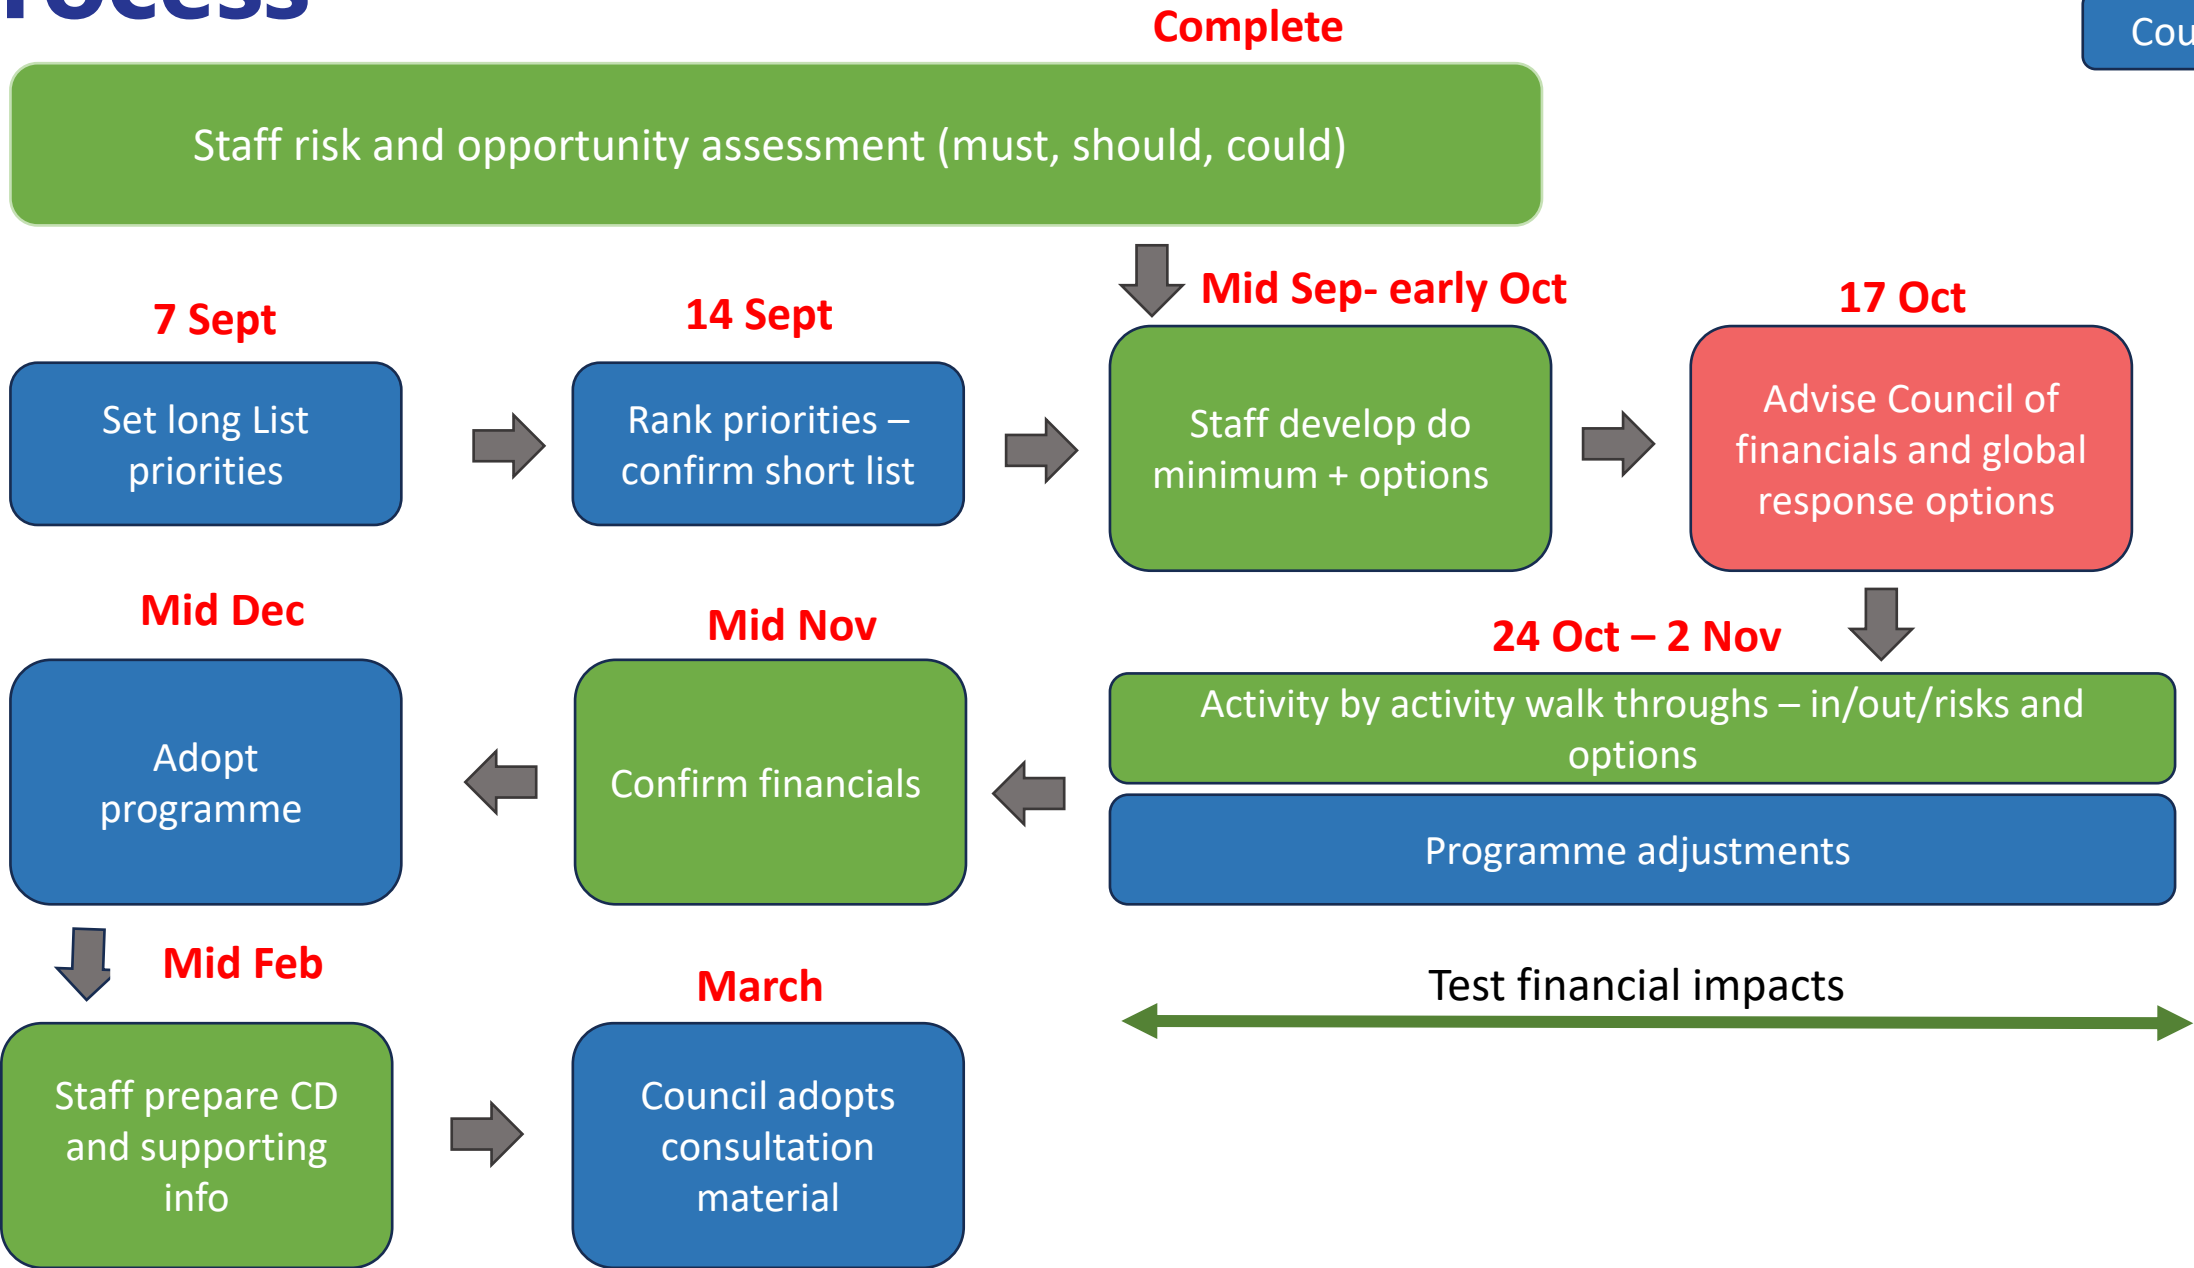 rocess
Complete
Cou
Staff risk and opportunity assessment (must, should, could)
7 Sept
14 Sept
Mid Sep- early Oct
17 Oct
Set long List
priorities
Rank priorities –
confirm short list
Staff develop do
minimum + options
Advise Council of
financials and global
response options
Mid Dec
Mid Nov
24 Oct – 2 Nov
Adopt
programme
Confirm financials
Activity by activity walk throughs – in/out/risks and
options
Programme adjustments
Mid Feb
March
Test financial impacts
Staff prepare CD
and supporting
info
Council adopts
consultation
material